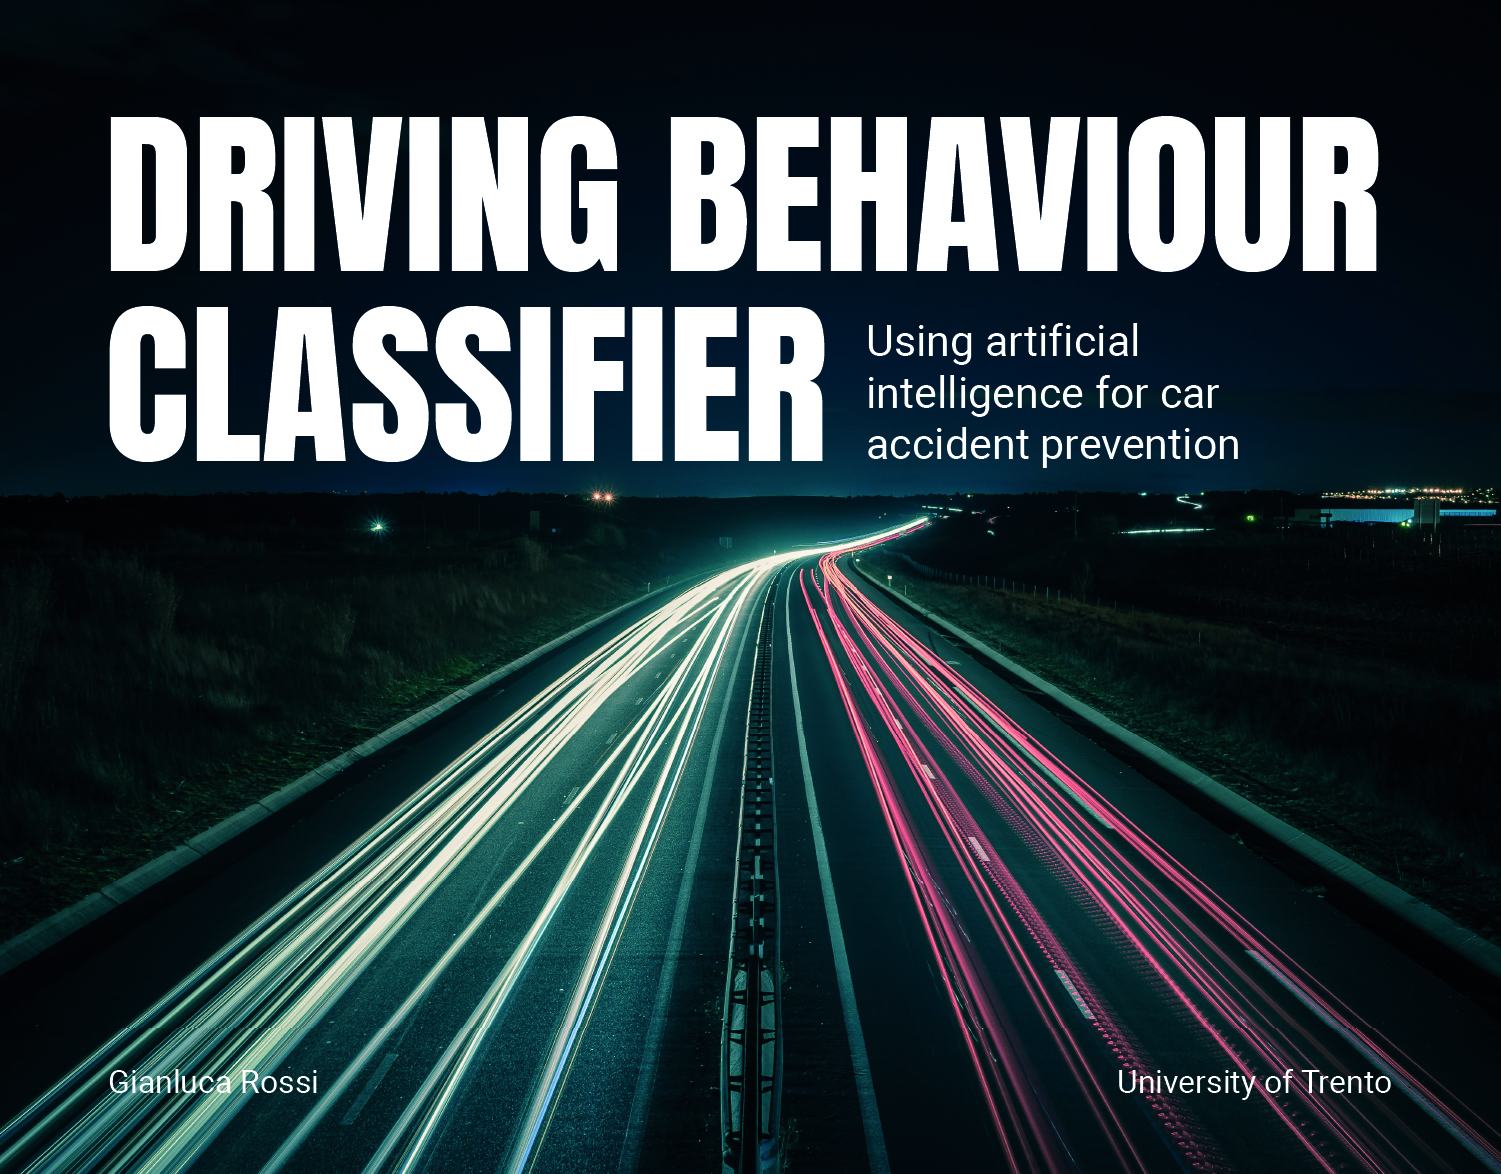 DRIVING BEHAVIOUR
CLASSIFIER
Using artificial
intelligence for car
accident prevention
Gianluca Rossi
University of Trento